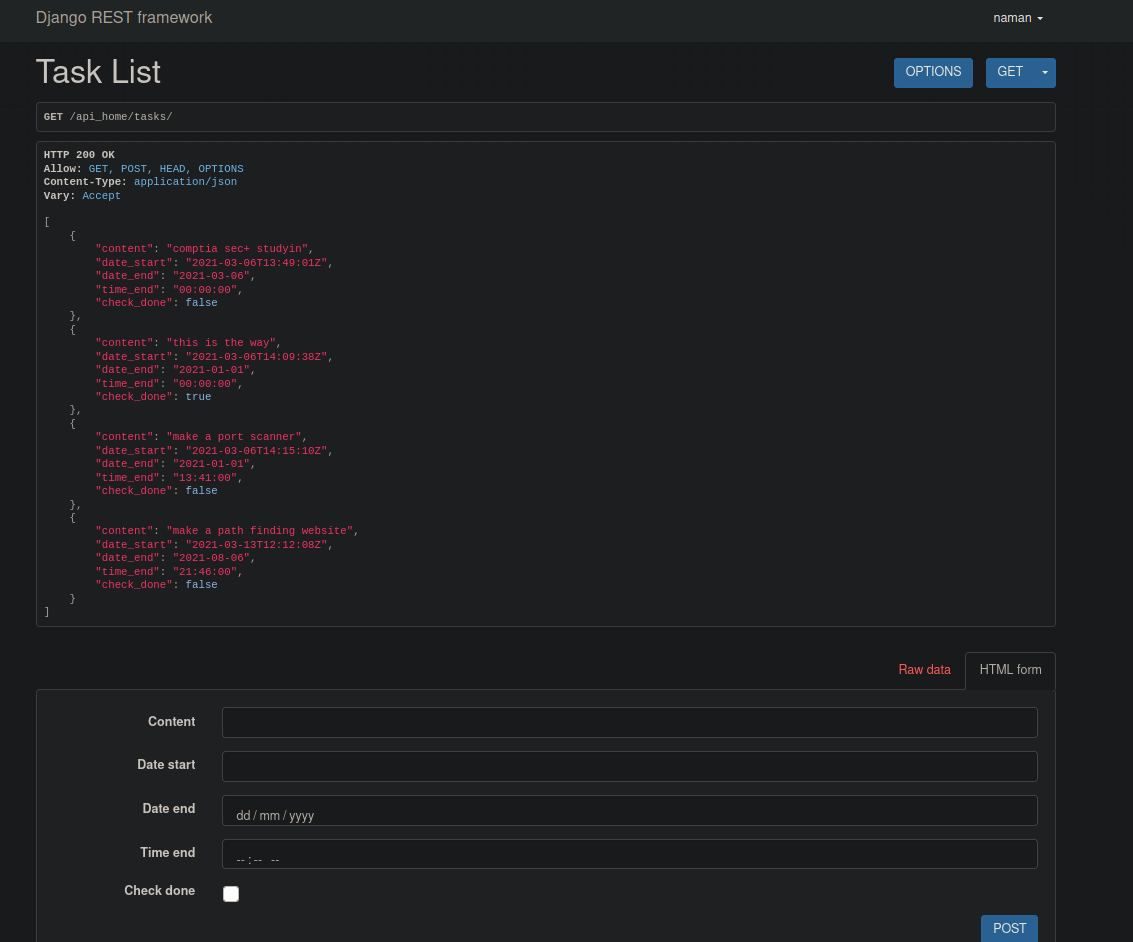 Django REST framework
naman
Task List
OPTIONS
GET
GET /api_home/tasks/
HTTP 200 OK
Allow: GET, POST, HEAD, OPTIONS
Content-Type: application/json
Vary: Accept
[
    {
        "content": "comptia sec+ studyin",
        "date_start": "2021-03-06T13:49:01Z",
        "date_end": "2021-03-06",
        "time_end": "00:00:00",
        "check_done": false
    },
    {
        "content": "this is the way",
        "date_start": "2021-03-06T14:09:38Z",
        "date_end": "2021-01-01",
        "time_end": "00:00:00",
        "check_done": true
    },
    {
        "content": "make a port scanner",
        "date_start": "2021-03-06T14:15:10Z",
        "date_end": "2021-01-01",
        "time_end": "13:41:00",
        "check_done": false
    },
    {
        "content": "make a path finding website",
        "date_start": "2021-03-13T12:12:08Z",
        "date_end": "2021-08-06",
        "time_end": "21:46:00",
        "check_done": false
    }
]
Raw data
HTML form
Content
Date start
Date end
dd / mm / yyyy
Time end
-- : -- --
Check done
POST